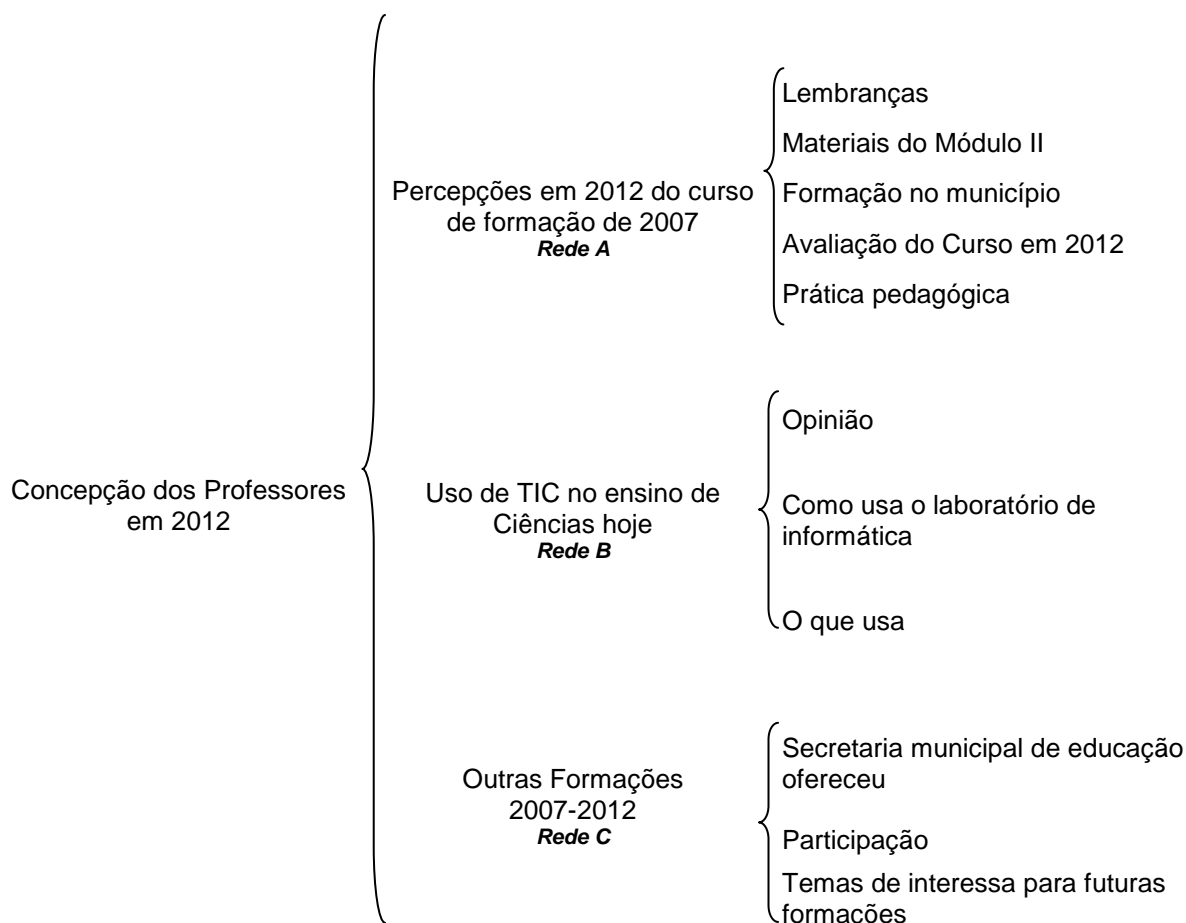 Concepção dos Professores
em 2012
Percepções em 2012 do curso
de formação de 2007
Rede A
Lembranças
Materiais do Módulo II
Formação no município
Avaliação do Curso em 2012
Prática pedagógica
Uso de TIC no ensino de
Ciências hoje
Rede B
Opinião
Como usa o laboratório de
informática
O que usa
Outras Formações
2007-2012
Rede C
Secretaria municipal de educação
ofereceu
Participação
Temas de interessa para futuras
formações